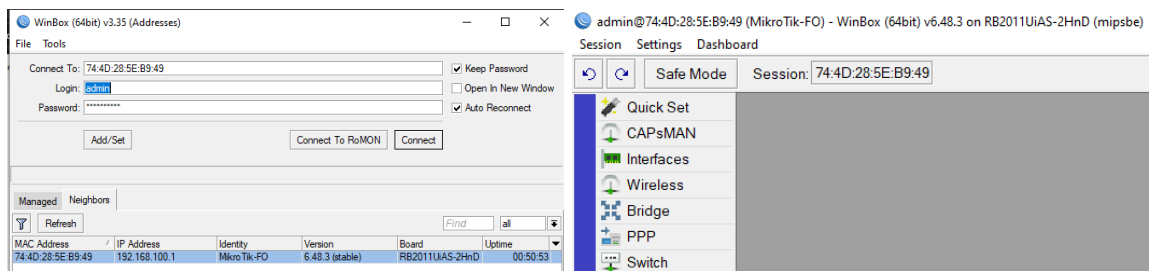 WinBox (64bit) v3.35 (Addresses)
File Tools
Connect To: 74:4D:28:5E:B9:49
Keep Password
Login: admin
Open In New Window
Password: **********
Auto Reconnect
Add/Set Connect To RoMON Connect
Managed Neighbors
Refresh Find all
MAC Address IP Address Identity Version Board Uptime
74:4D:28:5E:B9:49 192.168.100.1 MikroTik-FO 6.48.3 (stable) RB2011UiAS-2HnD 00:50:53
admin@74:4D:28:5E:B9:49 (MikroTik-FO) - WinBox (64bit) v6.48.3 on RB2011UiAS-2HnD (mipsbe)
Session Settings Dashboard
Safe Mode Session: 74:4D:28:5E:B9:49
Quick Set
CAPsMAN
Interfaces
Wireless
Bridge
PPP
Switch